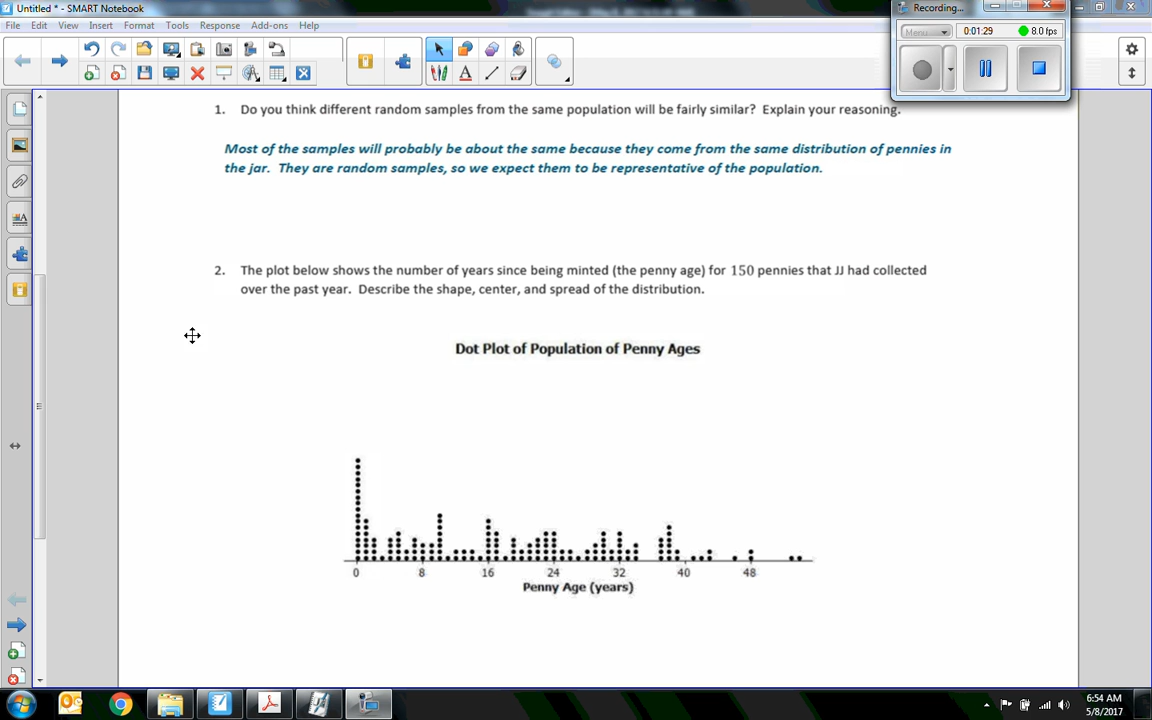 Untitled * - SMART Notebook
Recording...
File Edit View Insert Format Tools Response Add-ons Help
Menu
0:01:29
8.0 fps
1. Do you think different random samples from the same population will be fairly similar? Explain your reasoning.
Most of the samples will probably be about the same because they come from the same distribution of pennies in
the jar. They are random samples, so we expect them to be representative of the population.
2. The plot below shows the number of years since being minted (the penny age) for 150 pennies that JJ had collected
over the past year. Describe the shape, center, and spread of the distribution.
Dot Plot of Population of Penny Ages
0 8 16 24 32 40 48
Penny Age (years)
6:54 AM
5/8/2017